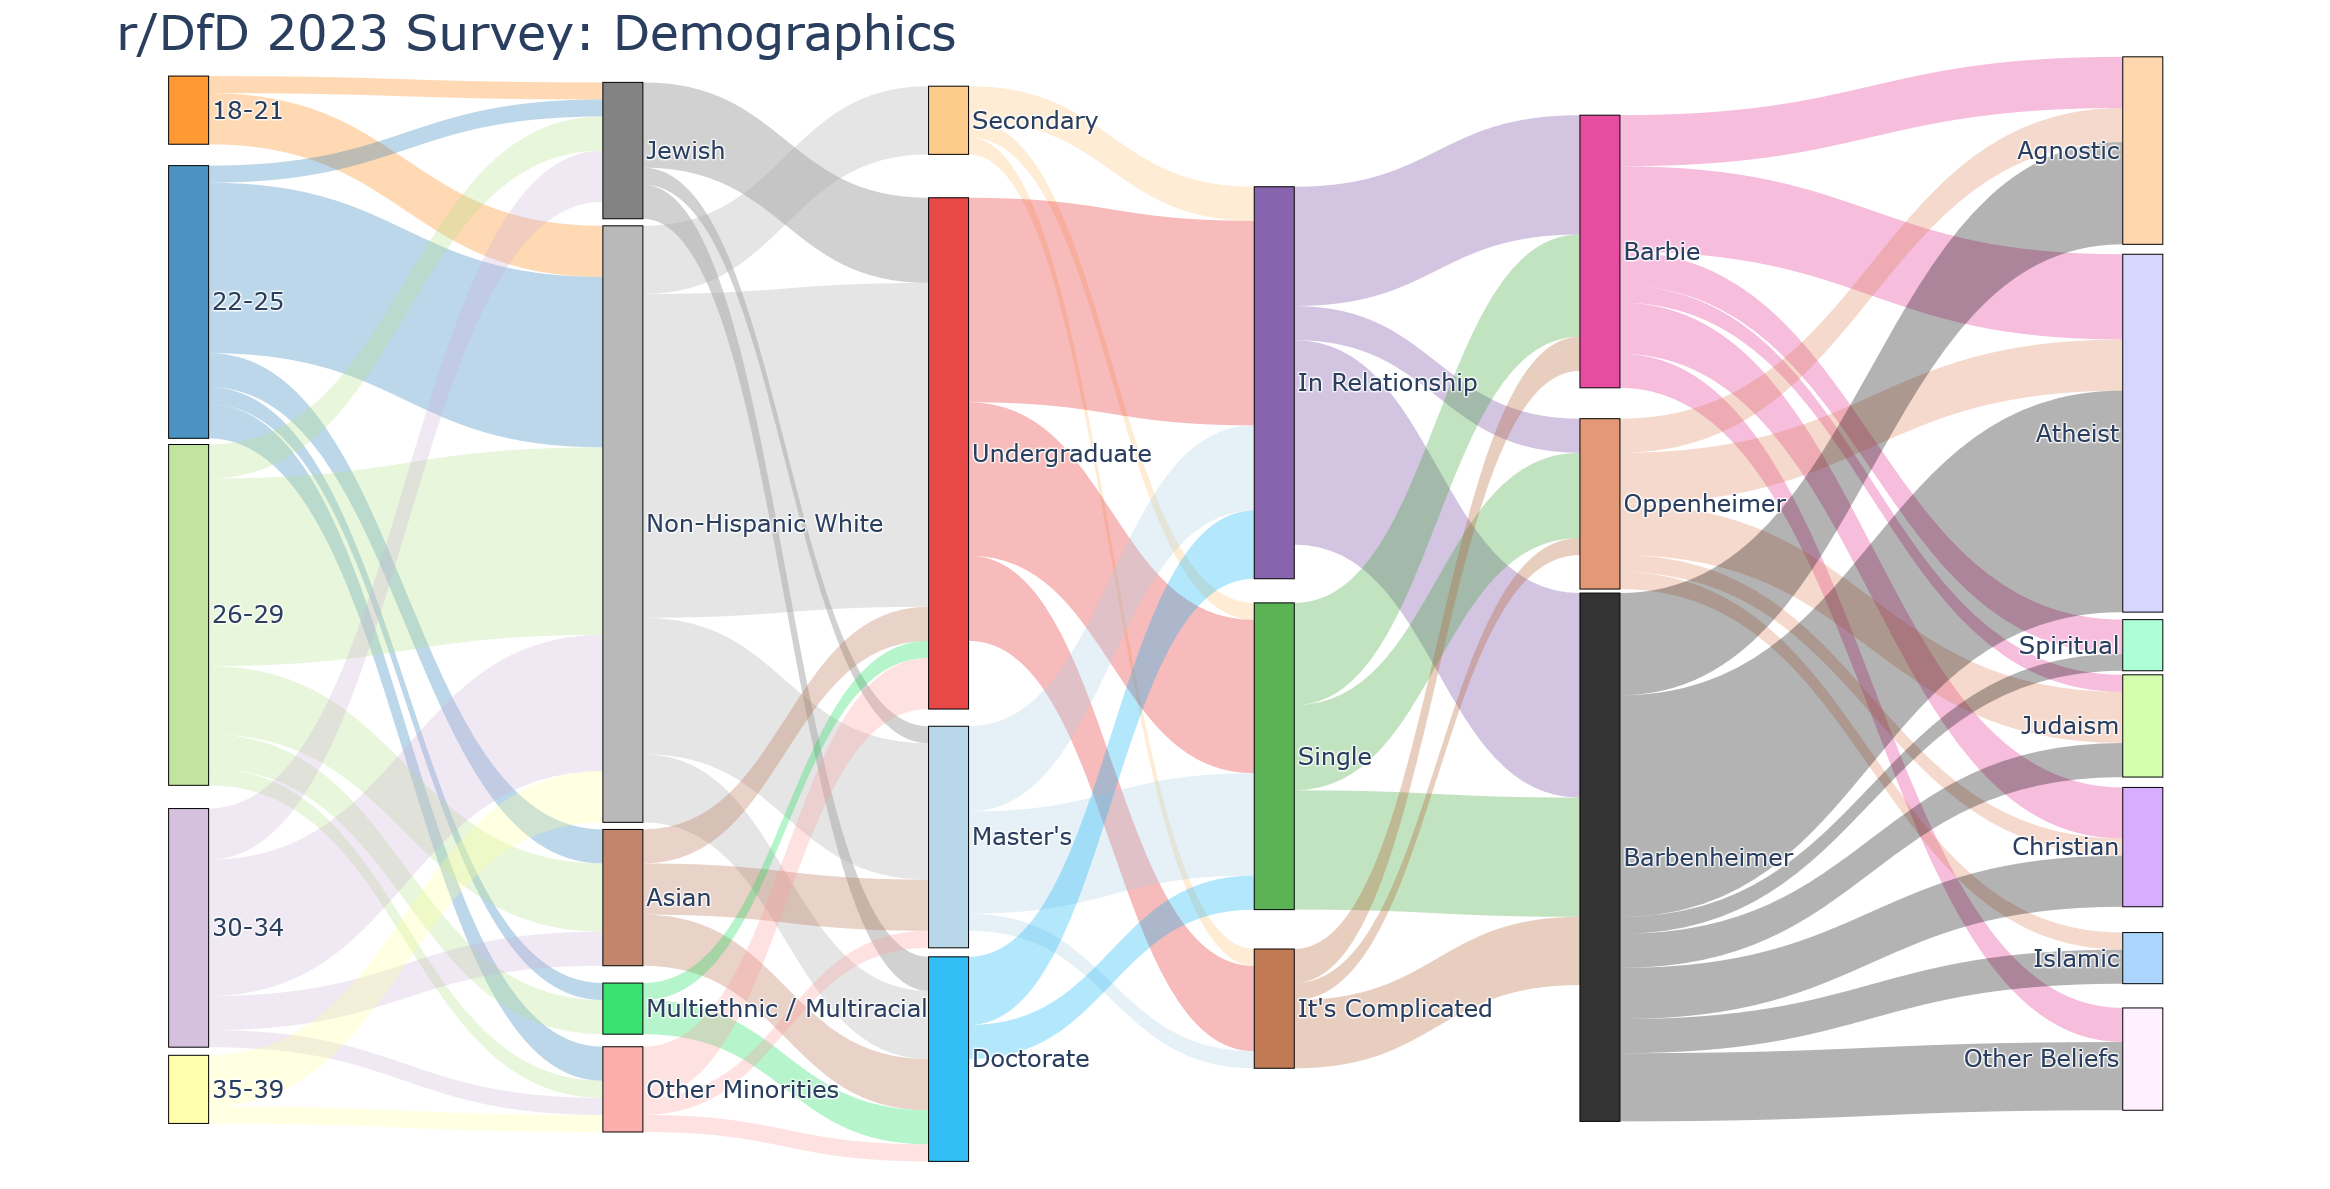 r/DfD 2023 Survey: Demographics
18-21
22-25
26-29
30-34
35-39
Jewish
Non-Hispanic White
Asian
Multiethnic / Multiracial
Other Minorities
Secondary
Undergraduate
Master's
Doctorate
In Relationship
Single
It's Complicated
Barbie
Oppenheimer
Barbenheimer
Agnostic
Atheist
Spiritual
Judaism
Christian
Islamic
Other Beliefs